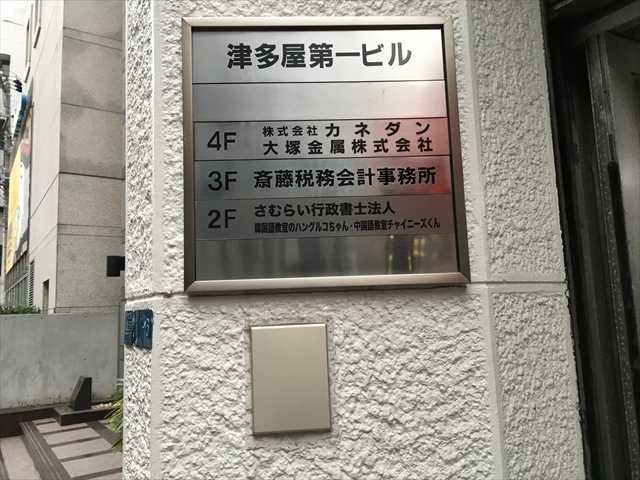 津多屋第一ビル
4F 株式会社 カネダン
大塚金属株式会社
3F 斎藤税務会計事務所
2F さむらい行政書士法人
韓国語教室のハングルコちゃん・中国語教室チャイニーズくん